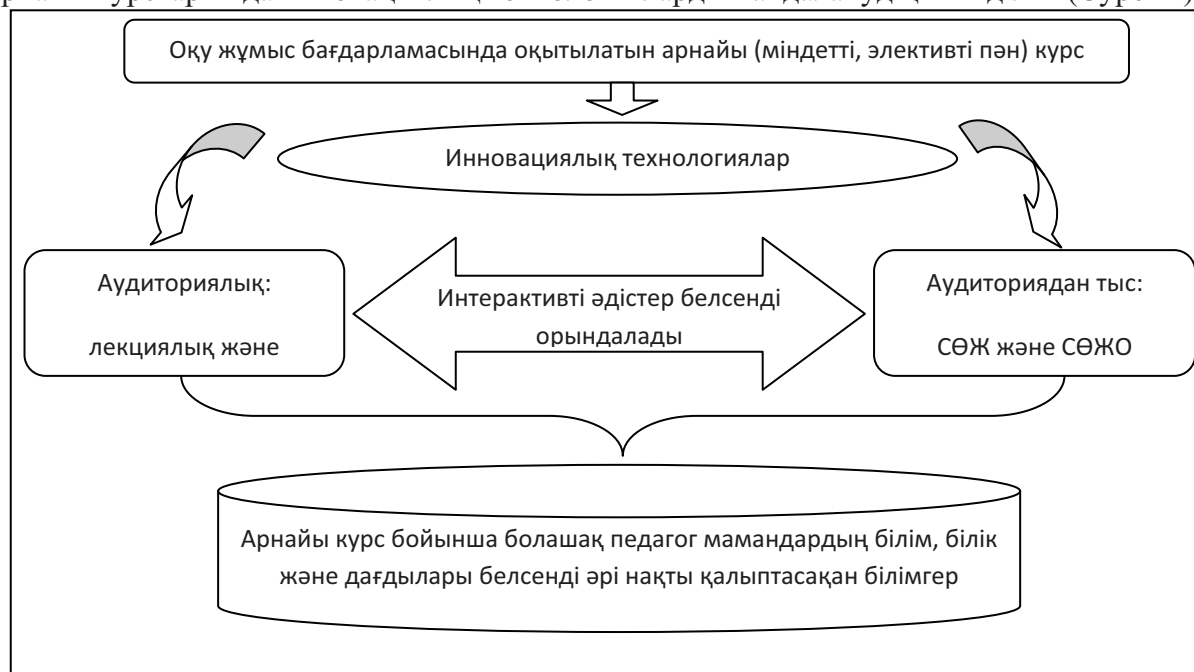 Оқу жұмыс бағдарламасында оқытылатын арнайы (міндетті, элективті пән) курс
Инновациялық технологиялар
Аудиториялық:
лекциялық және
Интерактивті әдістер белсенді
орындалады
Аудиториядан тыс:
СӨЖ және СӨЖО
Арнайы курс бойынша болашақ педагог мамандардың білім, білік
және дағдылары белсенді әрі нақты қалыптасақан білімгер